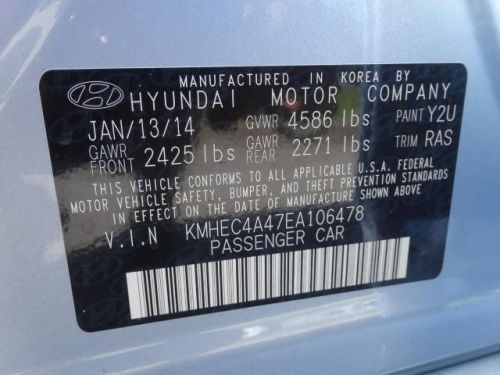 MANUFACTURED IN KOREA BY
HYUNDAI MOTOR COMPANY
JAN/13/14 GVWR 4586 lbs PAINT Y2U
GAWR FRONT 2425 lbs GAWR REAR 2271 lbs TRIM RAS
THIS VEHICLE CONFORMS TO ALL APPLICABLE U.S.A. FEDERAL
MOTOR VEHICLE SAFETY, BUMPER, AND THEFT PREVENTION STANDARDS
IN EFFECT ON THE DATE OF MANUFACTURE SHOWN ABOVE
V.I.N KMHEC4A47EA106478
PASSENGER CAR